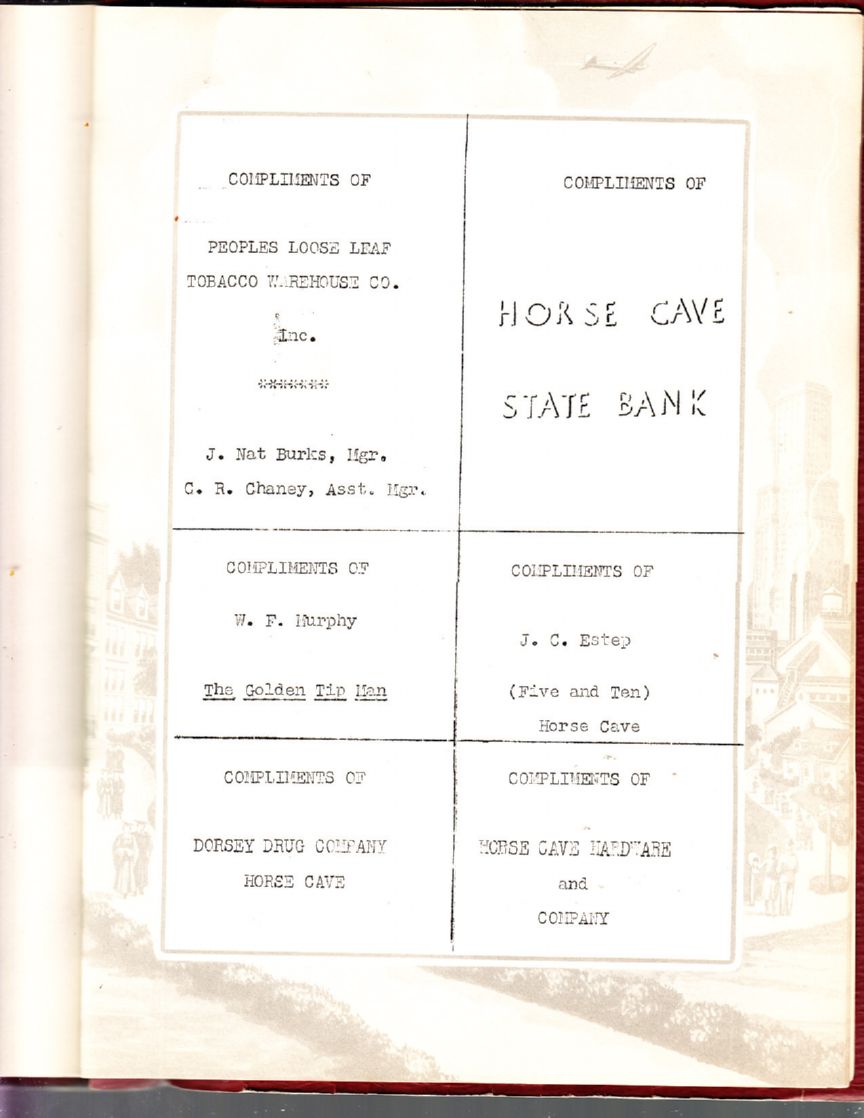 COMPLIMENTS OF
PEOPLES LOOSE LEAF
TOBACCO WAREHOUSE CO.
Inc.
*******
J. Nat Burks, Mgr.
C. R. Chaney, Asst. Mgr.
COMPLIMENTS OF
HORSE CAVE
STATE BANK
COMPLIMENTS OF
W. F. Murphy
The Golden Tip Man
COMPLIMENTS OF
J. C. Estep
(Five and Ten)
Horse Cave
COMPLIMENTS OF
DORSEY DRUG COMPANY
HORSE CAVE
COMPLIMENTS OF
HORSE CAVE HARDWARE
and
COMPANY